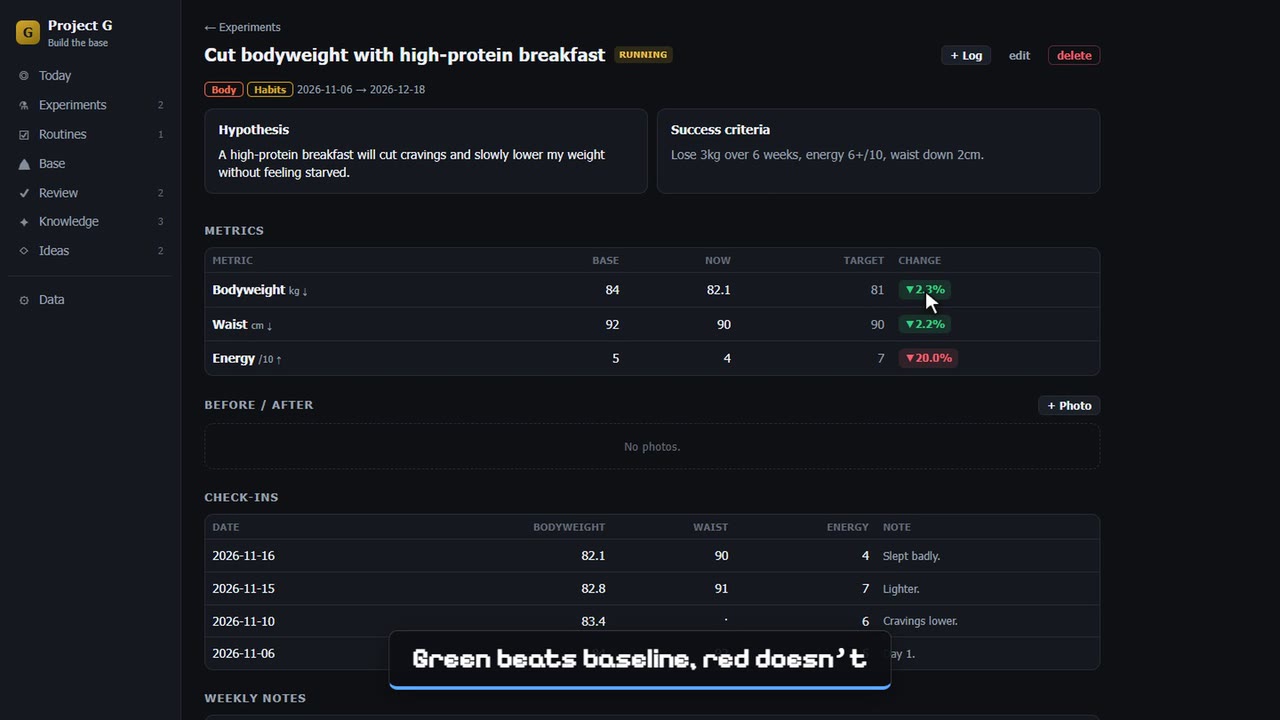 G Project G
Build the base
Today
Experiments 2
Routines 1
Base
Review 2
Knowledge 3
Ideas 2
Data
← Experiments
Cut bodyweight with high-protein breakfast RUNNING
+ Log edit delete
Body Habits 2026-11-06 → 2026-12-18
Hypothesis
A high-protein breakfast will cut cravings and slowly lower my weight
without feeling starved.
Success criteria
Lose 3kg over 6 weeks, energy 6+/10, waist down 2cm.
METRICS
METRIC BASE NOW TARGET CHANGE
Bodyweight kg ↓ 84 82.1 81 ▼2.3%
Waist cm ↓ 92 90 90 ▼2.2%
Energy /10 ↑ 5 4 7 ▼20.0%
BEFORE / AFTER + Photo
No photos.
CHECK-INS
DATE BODYWEIGHT WAIST ENERGY NOTE
2026-11-16 82.1 90 4 Slept badly.
2026-11-15 82.8 91 7 Lighter.
2026-11-10 83.4 · 6 Cravings lower.
2026-11-06 ay 1.
Green beats baseline, red doesn't
WEEKLY NOTES